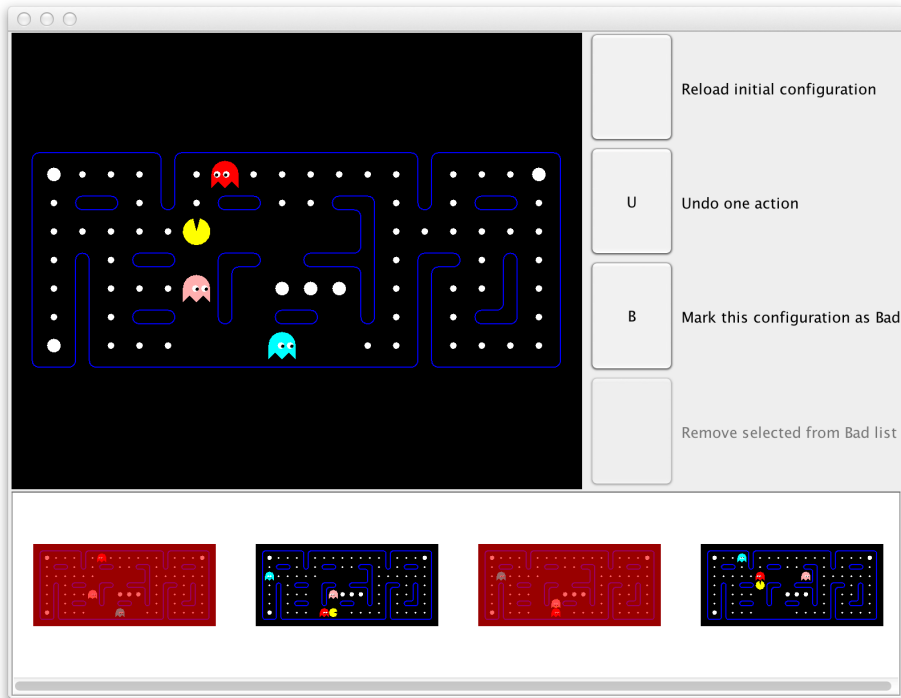 Reload initial configuration
U
Undo one action
B
Mark this configuration as Bad
Remove selected from Bad list